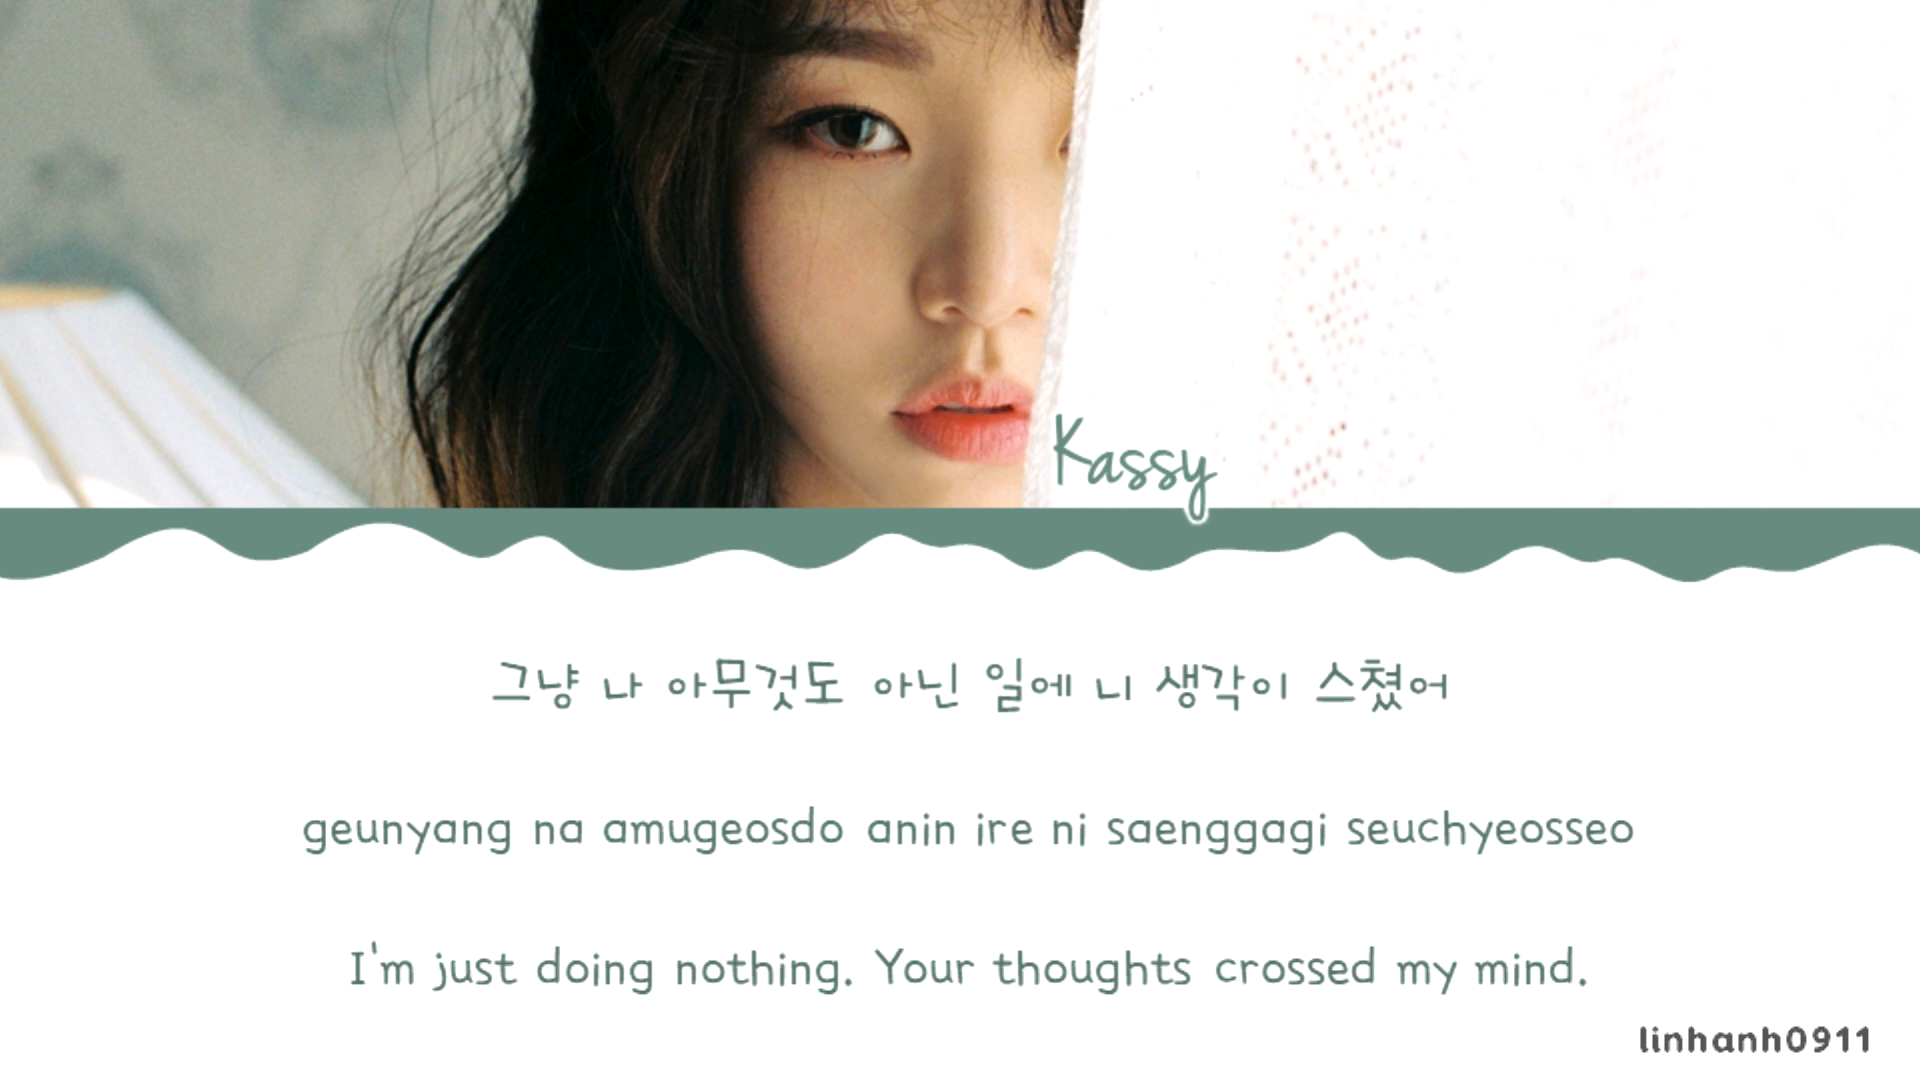 Kassy
그냥 나 아무것도 아닌 일에 니 생각이 스쳤어
geunyang na amugeosdo anin ire ni saenggagi seuchyeosseo
I'm just doing nothing. Your thoughts crossed my mind.
linhanh0911